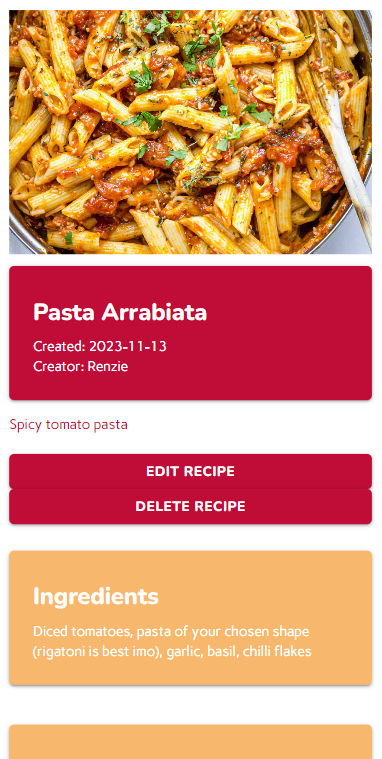 Pasta Arrabiata
Created: 2023-11-13
Creator: Renzie
Spicy tomato pasta
EDIT RECIPE
DELETE RECIPE
Ingredients
Diced tomatoes, pasta of your chosen shape
(rigatoni is best imo), garlic, basil, chilli flakes